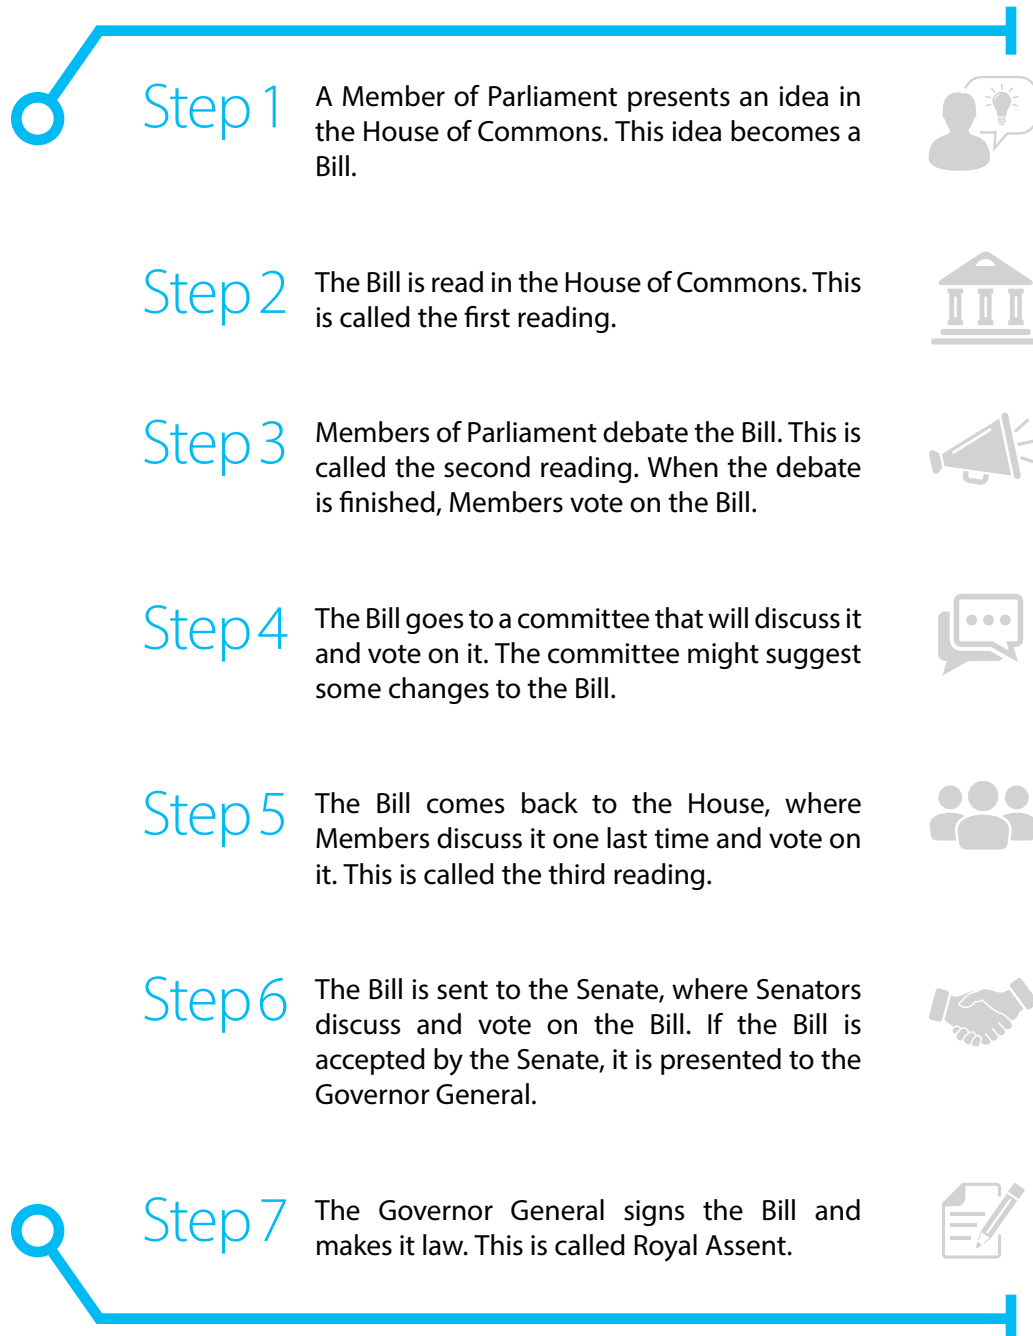 Step 1
A Member of Parliament presents an idea in
the House of Commons. This idea becomes a
Bill.
Step 2
The Bill is read in the House of Commons. This
is called the first reading.
Step 3
Members of Parliament debate the Bill. This is
called the second reading. When the debate
is finished, Members vote on the Bill.
Step 4
The Bill goes to a committee that will discuss it
and vote on it. The committee might suggest
some changes to the Bill.
Step 5
The Bill comes back to the House, where
Members discuss it one last time and vote on
it. This is called the third reading.
Step 6
The Bill is sent to the Senate, where Senators
discuss and vote on the Bill. If the Bill is
accepted by the Senate, it is presented to the
Governor General.
Step 7
The Governor General signs the Bill and
makes it law. This is called Royal Assent.